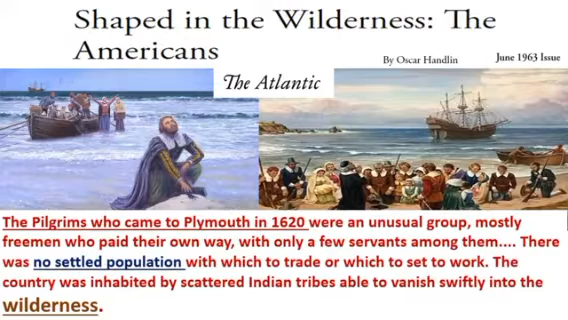 Shaped in the Wilderness: The
Americans
By Oscar Handlin
June 1963 Issue
The Atlantic
The Pilgrims who came to Plymouth in 1620 were an unusual group, mostly
freemen who paid their own way, with only a few servants among them.... There
was no settled population with which to trade or which to set to work. The
country was inhabited by scattered Indian tribes able to vanish swiftly into the
wilderness.